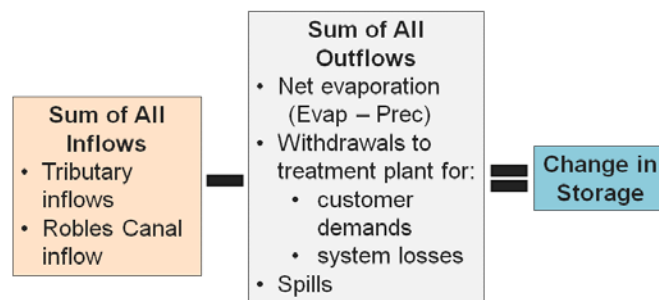 Sum of All
Inflows
• Tributary
inflows
• Robles Canal
inflow
Sum of All
Outflows
• Net evaporation
(Evap – Prec)
• Withdrawals to
treatment plant for:
• customer
demands
• system losses
• Spills
Change in
Storage